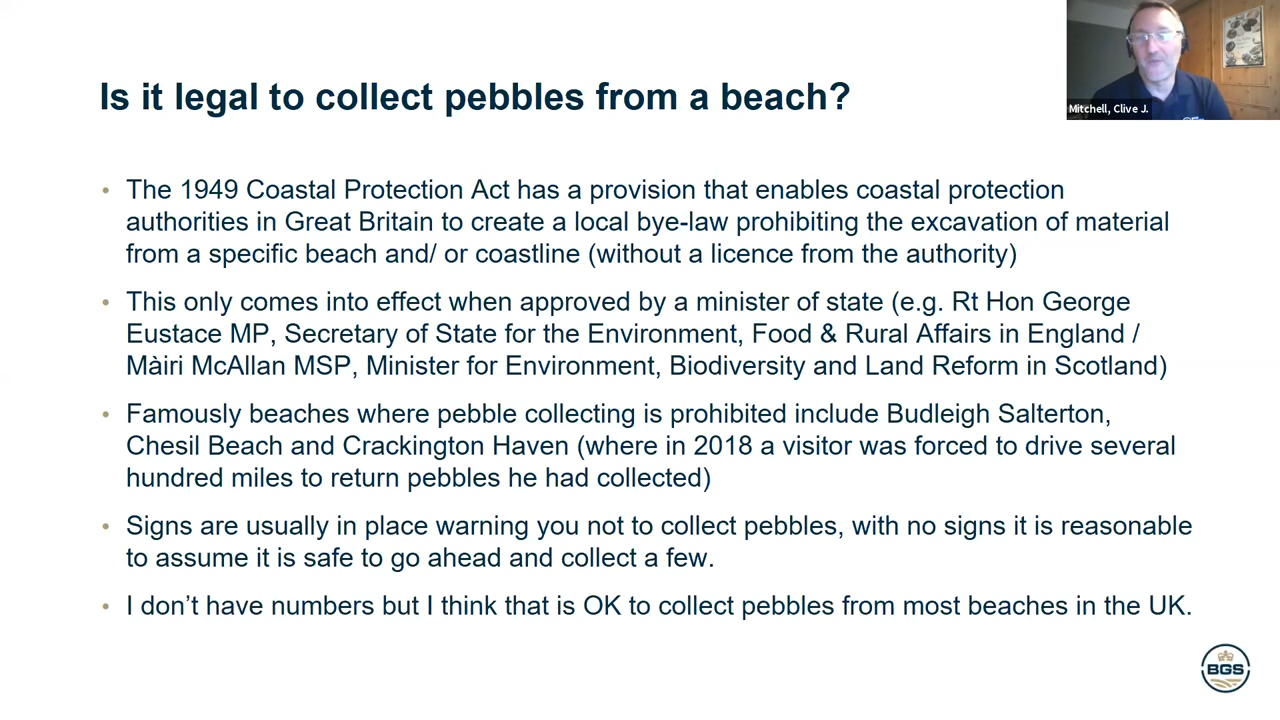 Is it legal to collect pebbles from a beach?
Mitchell, Clive J.
• The 1949 Coastal Protection Act has a provision that enables coastal protection
authorities in Great Britain to create a local bye-law prohibiting the excavation of material
from a specific beach and/ or coastline (without a licence from the authority)
• This only comes into effect when approved by a minister of state (e.g. Rt Hon George
Eustace MP, Secretary of State for the Environment, Food & Rural Affairs in England /
Màiri McAllan MSP, Minister for Environment, Biodiversity and Land Reform in Scotland)
• Famously beaches where pebble collecting is prohibited include Budleigh Salterton,
Chesil Beach and Crackington Haven (where in 2018 a visitor was forced to drive several
hundred miles to return pebbles he had collected)
• Signs are usually in place warning you not to collect pebbles, with no signs it is reasonable
to assume it is safe to go ahead and collect a few.
• I don’t have numbers but I think that is OK to collect pebbles from most beaches in the UK.
BGS